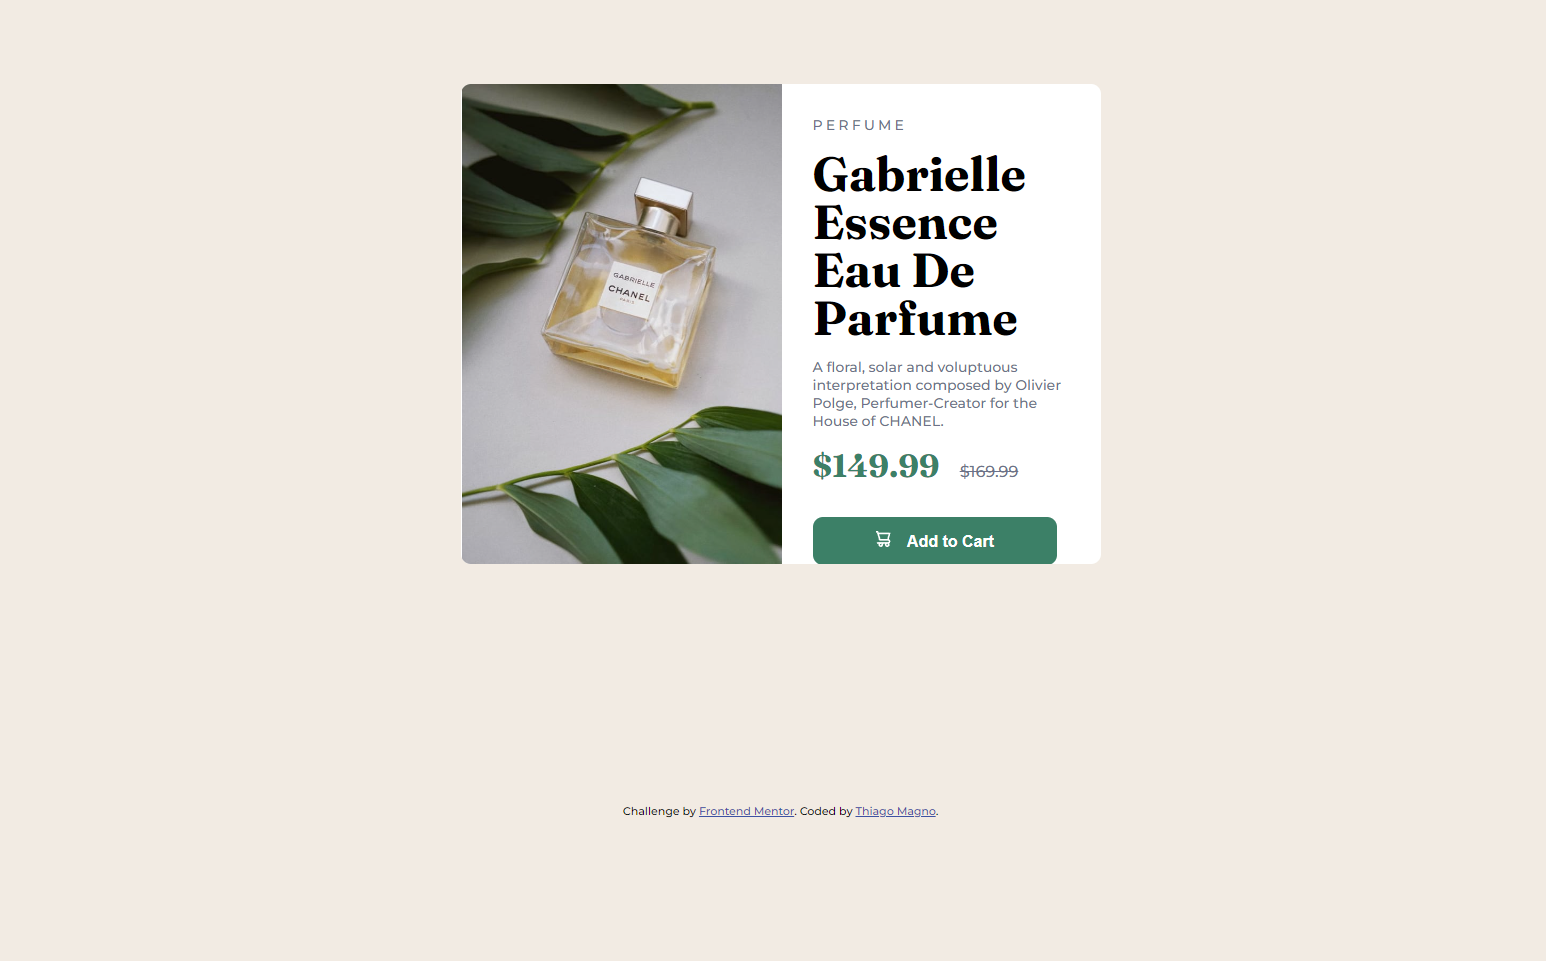 PERFUME
Gabrielle
Essence
Eau De
Parfume
GABRIELLE
CHANEL
PARIS
A floral, solar and voluptuous
interpretation composed by Olivier
Polge, Perfumer-Creator for the
House of CHANEL.
$149.99 $169.99
Add to Cart
Challenge by Frontend Mentor. Coded by Thiago Magno.